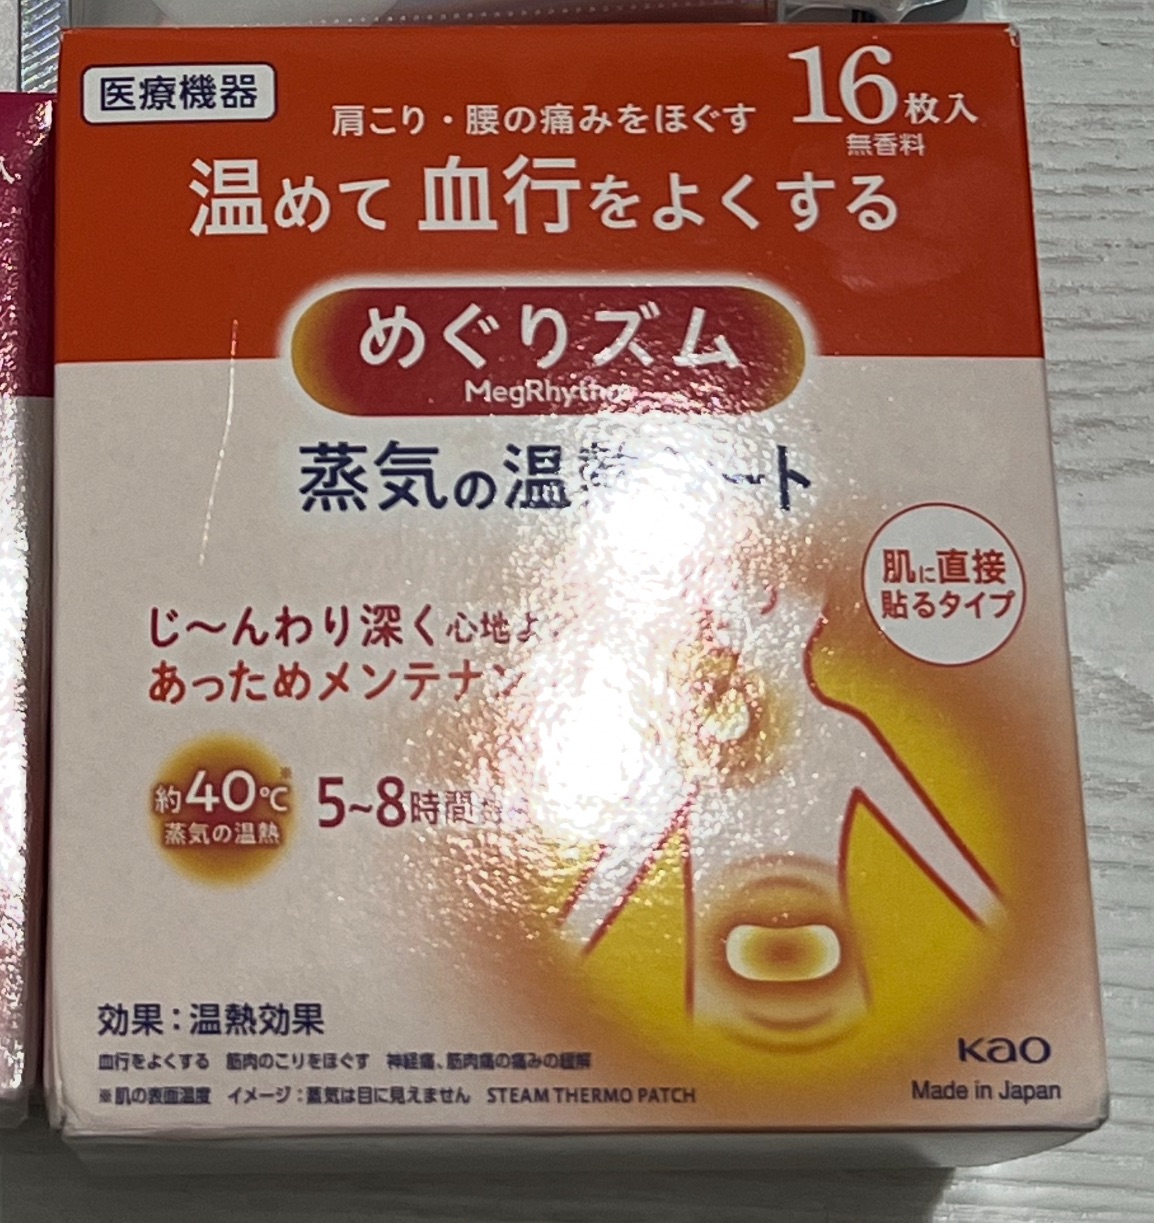 医療機器
肩こり・腰の痛みをほぐす
16枚入
無香料
温めて 血行をよくする
めぐりズム
MegRhyth
蒸気の温 ート
肌に直接
貼るタイプ
じ〜んわり深く心地よ
あっためメンテナン
約40℃※
蒸気の温熱
5~8時間
効果：温熱効果
血行をよくする 筋肉のこりをほぐす 神経痛、筋肉痛の痛みの緩解
※肌の表面温度 イメージ：蒸気は目に見えません STEAM THERMO PATCH
Kao
Made in Japan